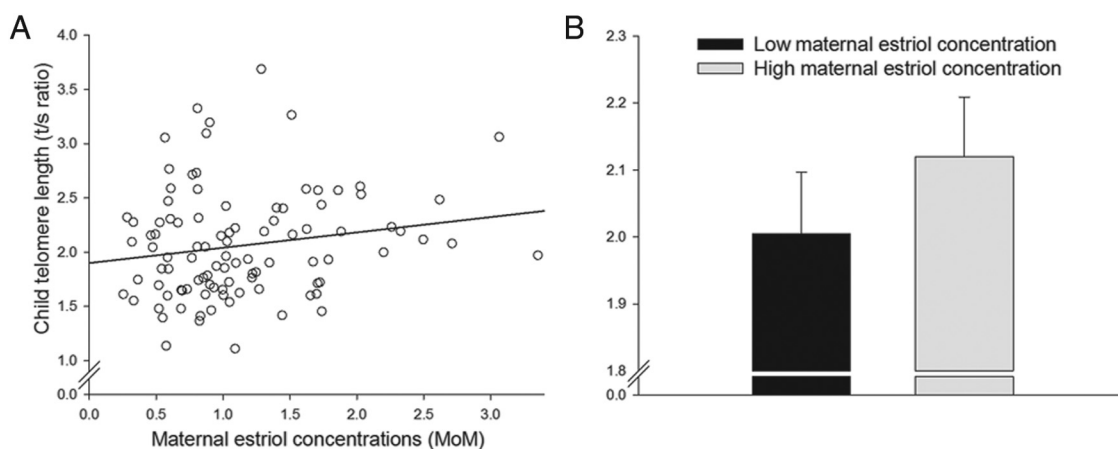 A
4.0
3.5
3.0
2.5
2.0
1.5
1.0
0.0
Child telomere length (t/s ratio)
0.0 0.5 1.0 1.5 2.0 2.5 3.0
Maternal estriol concentrations (MoM)
B
2.3
2.2
2.1
2.0
1.9
1.8
0.0
Low maternal estriol concentration
High maternal estriol concentration